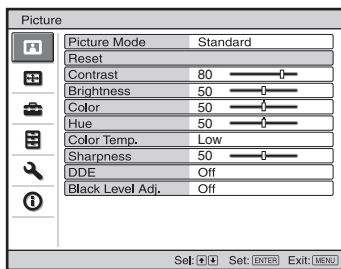 Picture
Picture Mode Standard
Reset
Contrast 80
Brightness 50
Color 50
Hue 50
Color Temp. Low
Sharpness 50
DDE Off
Black Level Adj. Off
Sel: Set: ENTER Exit: MENU